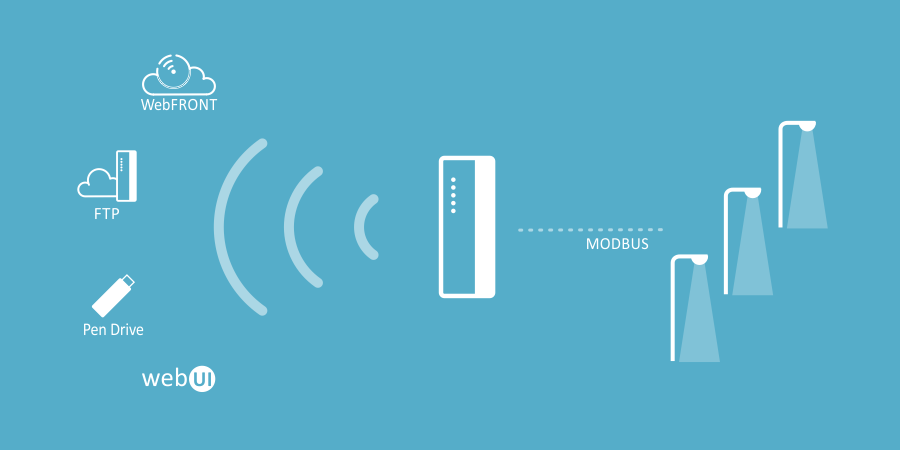 WebFRONT
FTP
MODBUS
Pen Drive
webUI